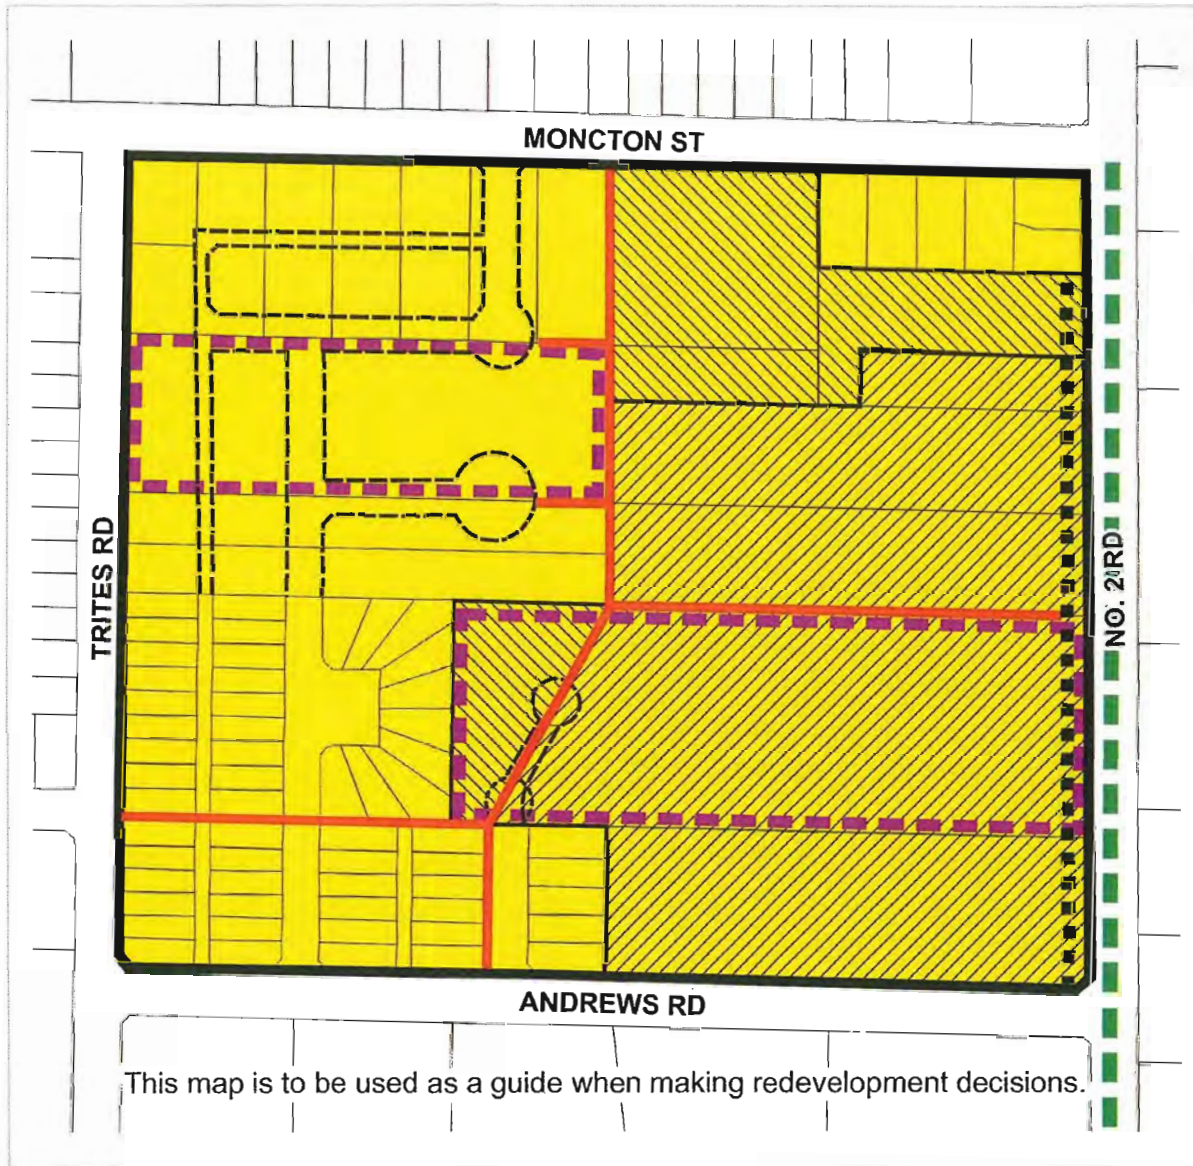 MONCTON ST
TRITES RD
NO. 2 RD
ANDREWS RD
This map is to be used as a guide when making redevelopment decisions.